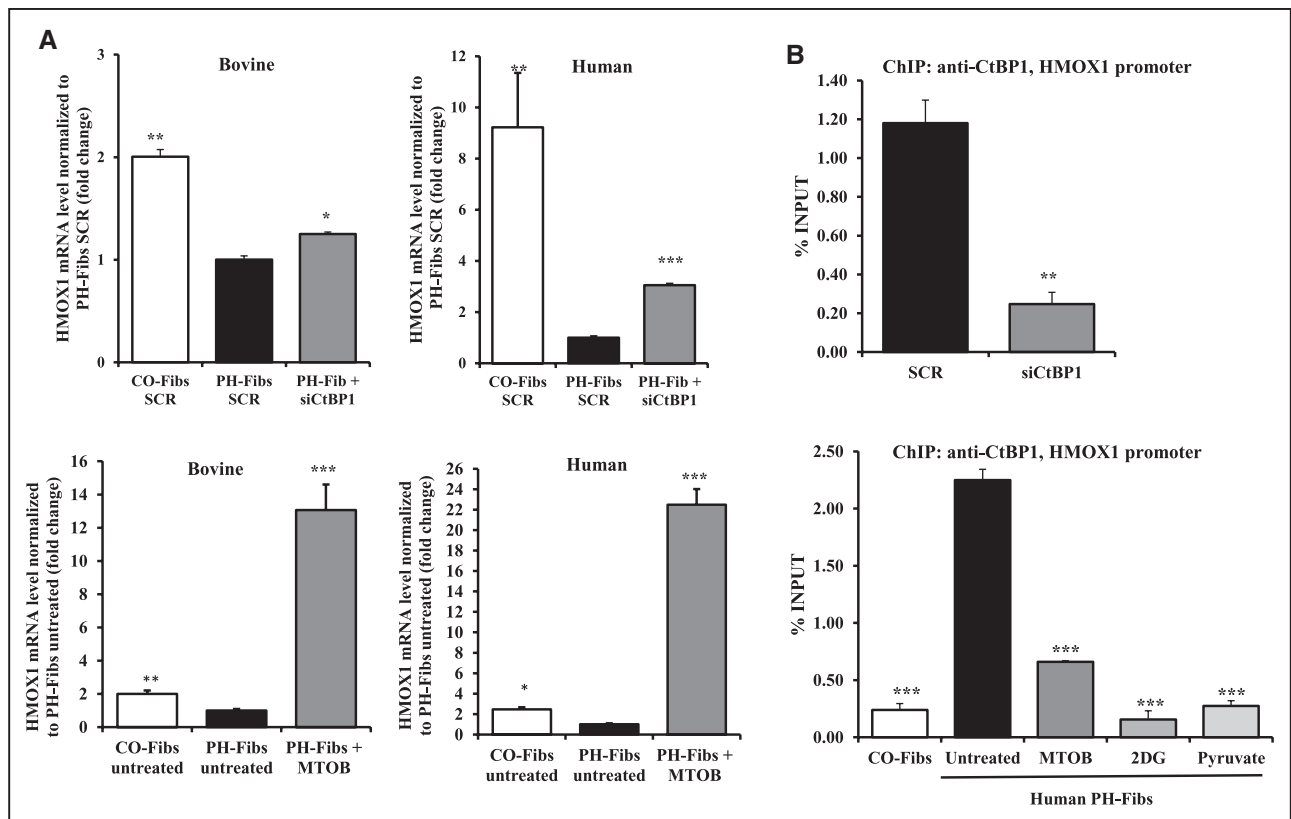 A
Bovine
HMOX1 mRNA level normalized to
PH-Fibs SCR (fold change)
3
2
1
0
**
*
CO-Fibs
SCR
PH-Fibs
SCR
PH-Fib +
siCtBP1
Human
HMOX1 mRNA level normalized to
PH-Fibs SCR (fold change)
12
10
8
6
4
2
0
**
***
CO-Fibs
SCR
PH-Fibs
SCR
PH-Fib +
siCtBP1
B
ChIP: anti-CtBP1, HMOX1 promoter
% INPUT
1.40
1.20
1.00
0.80
0.60
0.40
0.20
0.00
**
SCR
siCtBP1
Bovine
HMOX1 mRNA level normalized
to PH-Fibs untreated (fold change)
16
14
12
10
8
6
4
2
0
**
***
CO-Fibs
untreated
PH-Fibs
untreated
PH-Fibs +
MTOB
Human
HMOX1 mRNA level normalized
to PH-Fibs untreated (fold change)
26
24
22
20
18
16
14
12
10
8
6
4
2
0
*
***
CO-Fibs
untreated
PH-Fibs
untreated
PH-Fibs +
MTOB
ChIP: anti-CtBP1, HMOX1 promoter
% INPUT
2.50
2.00
1.50
1.00
0.50
0.00
***
***
***
***
CO-Fibs
Untreated
MTOB
2DG
Pyruvate
Human PH-Fibs